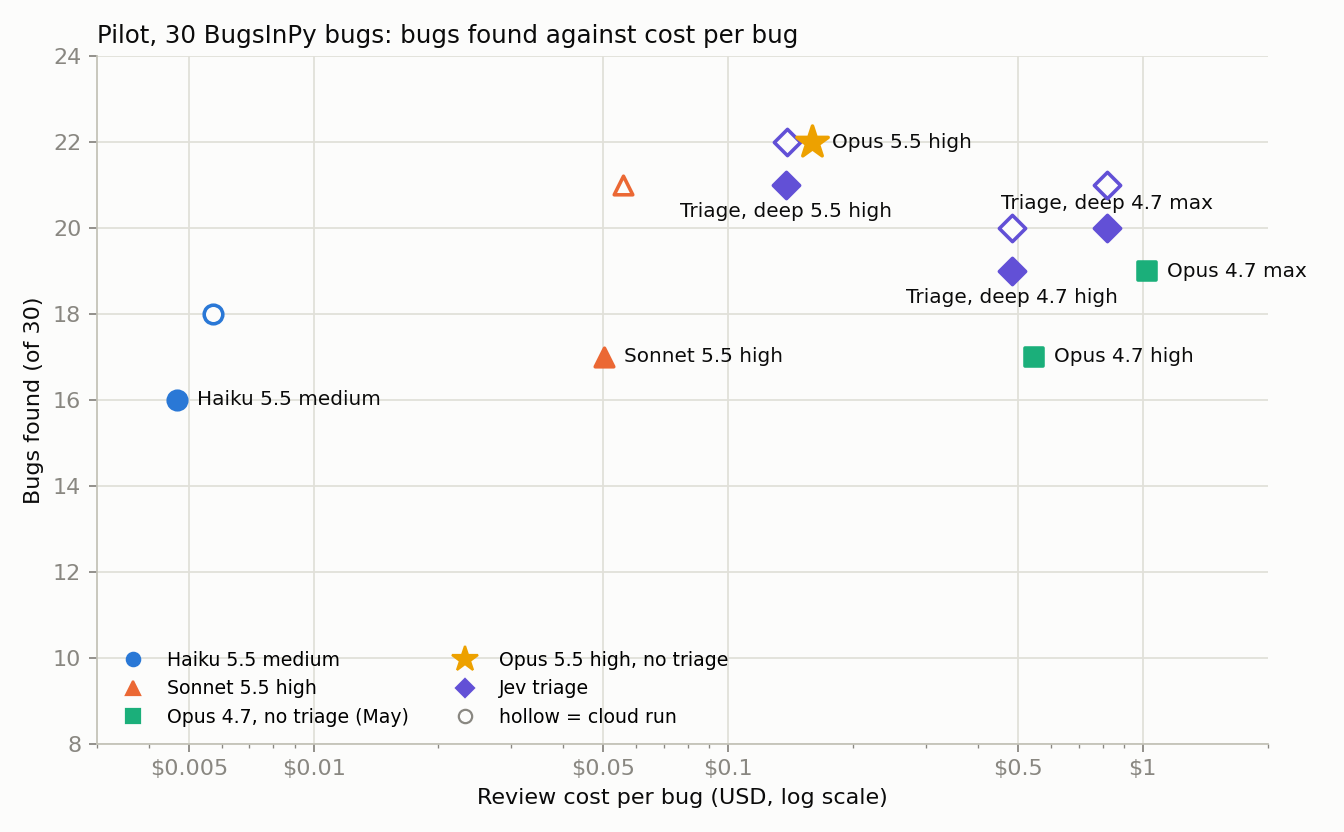 Pilot, 30 BugsInPy bugs: bugs found against cost per bug
24
22
20
18
16
14
12
10
8
Bugs found (of 30)
Opus 5.5 high
Triage, deep 5.5 high
Triage, deep 4.7 max
Opus 4.7 max
Triage, deep 4.7 high
Sonnet 5.5 high
Opus 4.7 high
Haiku 5.5 medium
Haiku 5.5 medium
Sonnet 5.5 high
Opus 4.7, no triage (May)
Opus 5.5 high, no triage
Jev triage
hollow = cloud run
$0.005 $0.01 $0.05 $0.1 $0.5 $1
Review cost per bug (USD, log scale)